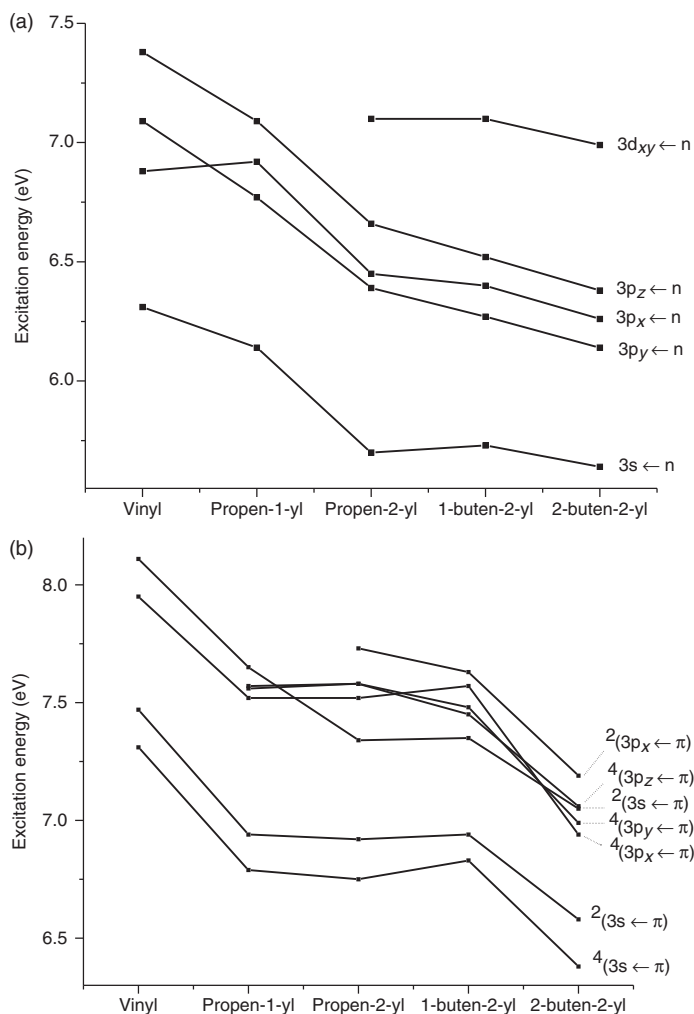 (a)
7.5
7.0
6.5
6.0
Excitation energy (eV)
3dxy ← n
3pz ← n
3px ← n
3py ← n
3s ← n
Vinyl Propen-1-yl Propen-2-yl 1-buten-2-yl 2-buten-2-yl
(b)
8.0
7.5
7.0
6.5
Excitation energy (eV)
2(3px ← π)
4(3pz ← π)
2(3s ← π)
4(3py ← π)
4(3px ← π)
2(3s ← π)
4(3s ← π)
Vinyl Propen-1-yl Propen-2-yl 1-buten-2-yl 2-buten-2-yl